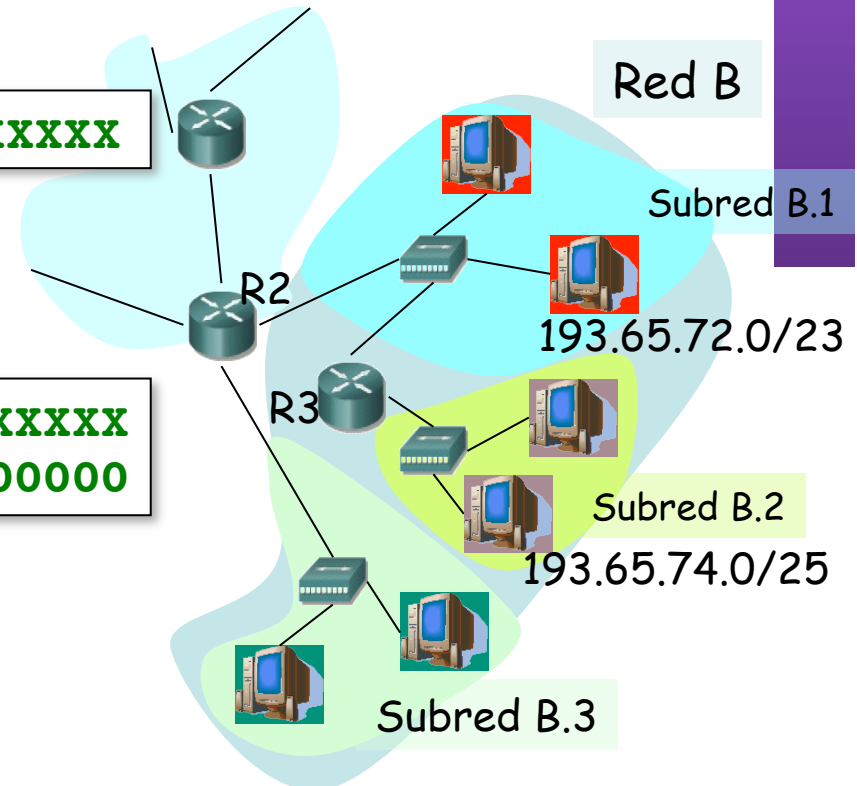 Red B
XXXXX
Subred B.1
R2
193.65.72.0/23
R3
XXXXX
00000
Subred B.2
193.65.74.0/25
Subred B.3